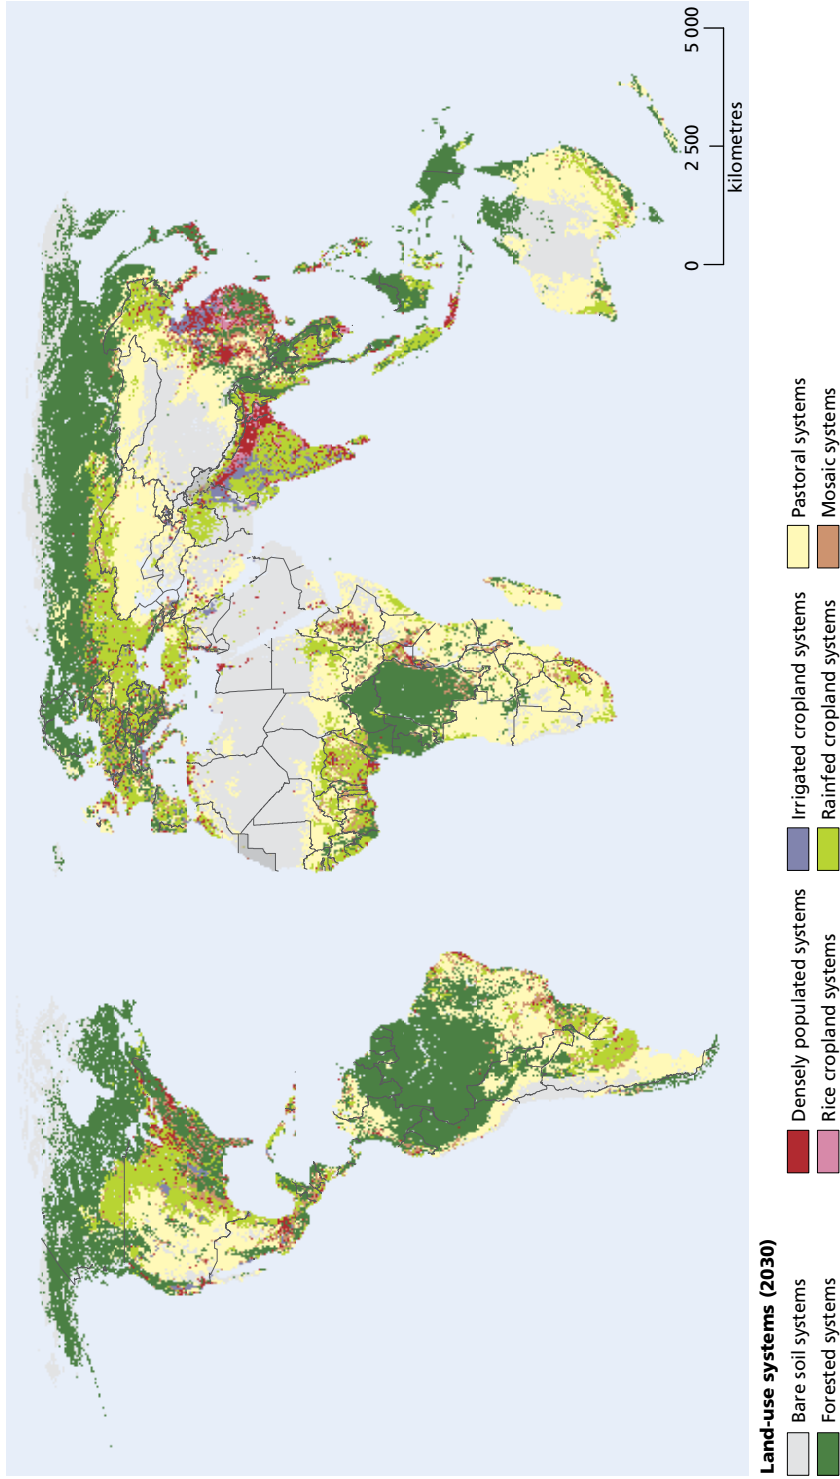 0 2 500 5 000
kilometres
Land-use systems (2030)
Bare soil systems Densely populated systems Irrigated cropland systems Pastoral systems
Forested systems Rice cropland systems Rainfed cropland systems Mosaic systems